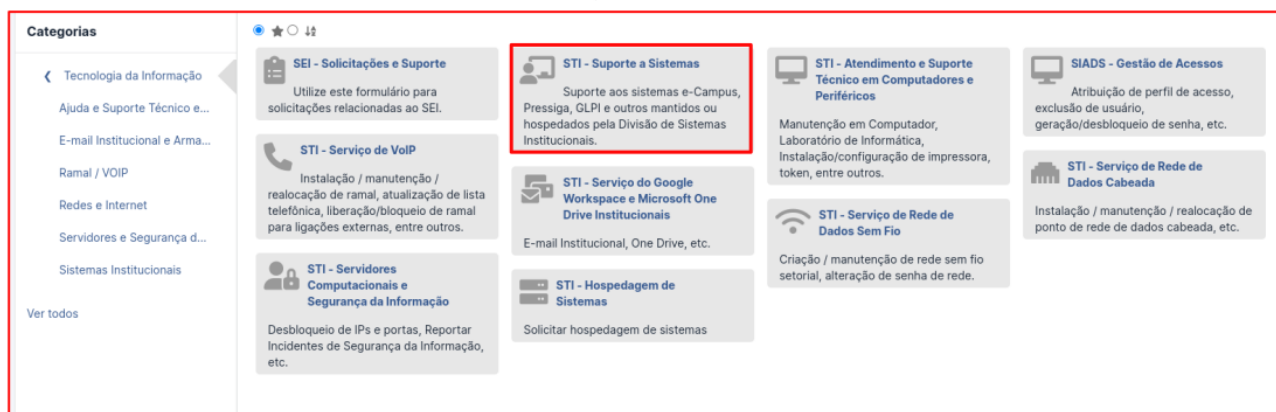 Categorias
Tecnologia da Informação
Ajuda e Suporte Técnico e...
E-mail Institucional e Arma...
Ramal / VOIP
Redes e Internet
Servidores e Segurança d...
Sistemas Institucionais
Ver todos
SEI - Solicitações e Suporte
Utilize este formulário para
solicitações relacionadas ao SEI.
STI - Serviço de VoIP
Instalação / manutenção /
realocação de ramal, atualização de lista
telefônica, liberação/bloqueio de ramal
para ligações externas, entre outros.
STI - Servidores
Computacionais e
Segurança da Informação
Desbloqueio de IPs e portas, Reportar
Incidentes de Segurança da Informação,
etc.
STI - Suporte a Sistemas
Suporte aos sistemas e-Campus,
Pressiga, GLPI e outros mantidos ou
hospedados pela Divisão de Sistemas
Institucionais.
STI - Serviço do Google
Workspace e Microsoft One
Drive Institucionais
E-mail Institucional, One Drive, etc.
STI - Hospedagem de
Sistemas
Solicitar hospedagem de sistemas
STI - Atendimento e Suporte
Técnico em Computadores e
Periféricos
Manutenção em Computador,
Laboratório de Informática,
Instalação/configuração de impressora,
token, entre outros.
STI - Serviço de Rede de
Dados Sem Fio
Criação / manutenção de rede sem fio
setorial, alteração de senha de rede.
SIADS - Gestão de Acessos
Atribuição de perfil de acesso,
exclusão de usuário,
geração/desbloqueio de senha, etc.
STI - Serviço de Rede de
Dados Cabeada
Instalação / manutenção / realocação de
ponto de rede de dados cabeada, etc.